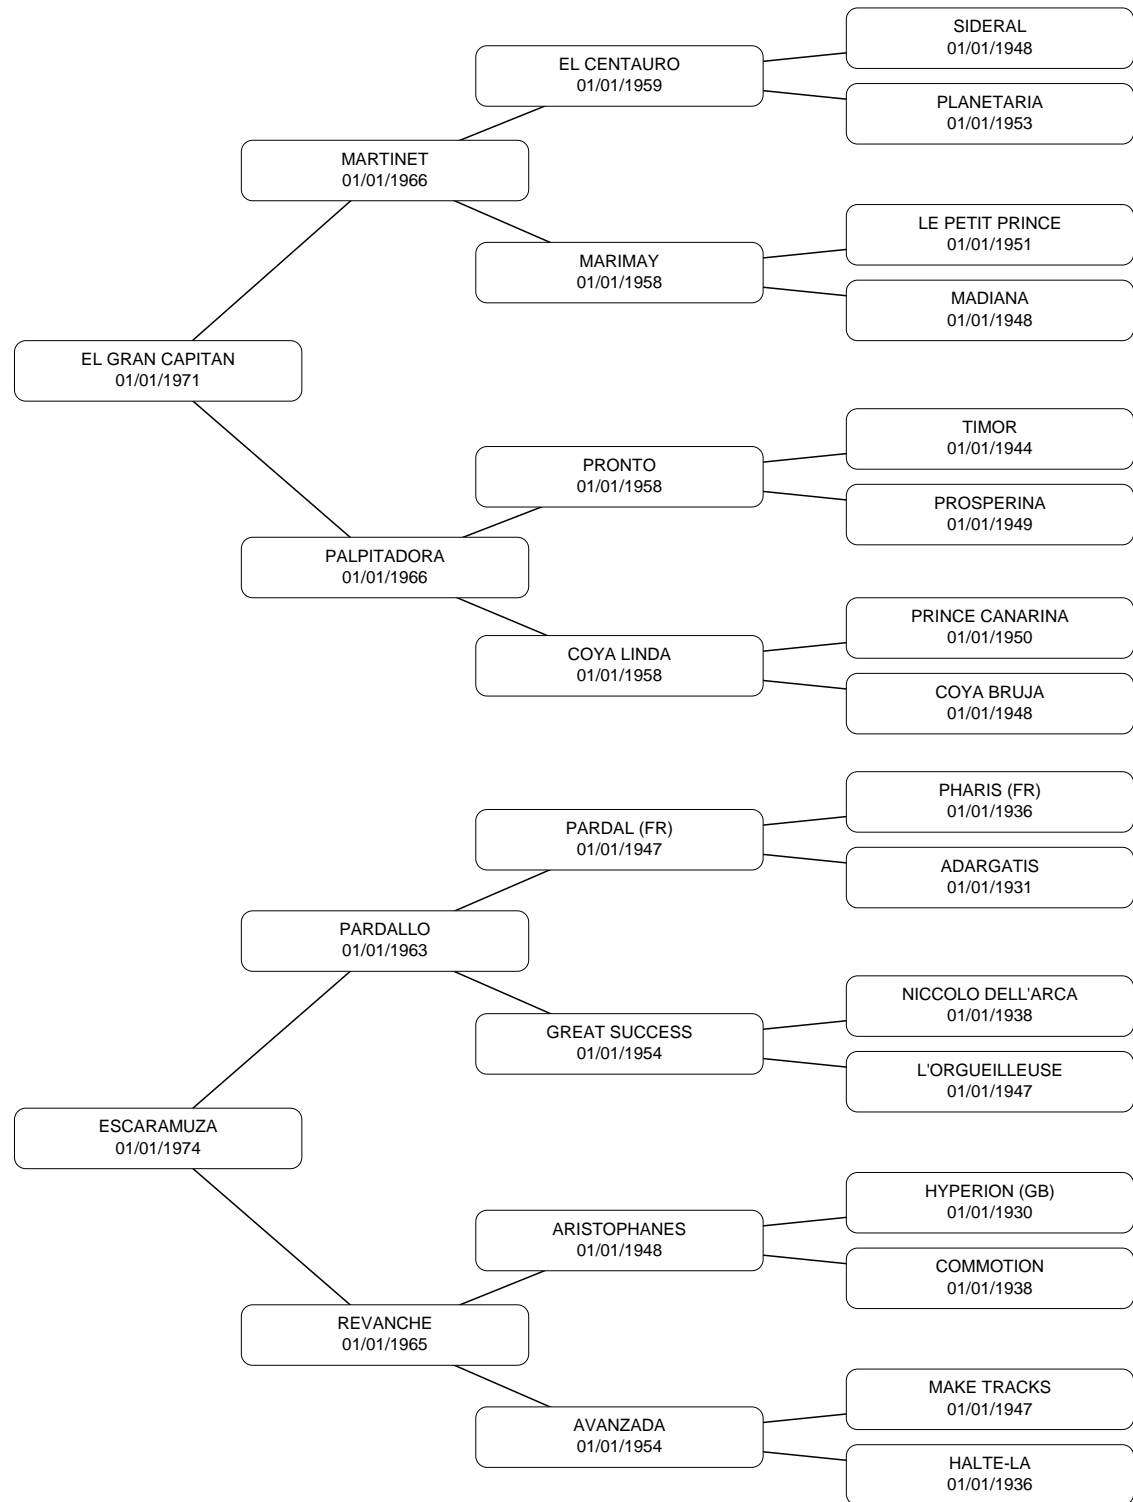 SIDERAL
01/01/1948
EL CENTAURO
01/01/1959
PLANETARIA
01/01/1953
MARTINET
01/01/1966
LE PETIT PRINCE
01/01/1951
MARIMAY
01/01/1958
MADIANA
01/01/1948
EL GRAN CAPITAN
01/01/1971
TIMOR
01/01/1944
PRONTO
01/01/1958
PROSPERINA
01/01/1949
PALPITADORA
01/01/1966
PRINCE CANARINA
01/01/1950
COYA LINDA
01/01/1958
COYA BRUJA
01/01/1948
PHARIS (FR)
01/01/1936
PARDAL (FR)
01/01/1947
ADARGATIS
01/01/1931
PARDALLO
01/01/1963
NICCOLO DELL'ARCA
01/01/1938
GREAT SUCCESS
01/01/1954
L'ORGUEILLEUSE
01/01/1947
ESCARAMUZA
01/01/1974
HYPERION (GB)
01/01/1930
ARISTOPHANES
01/01/1948
COMMOTION
01/01/1938
REVANCHE
01/01/1965
MAKE TRACKS
01/01/1947
AVANZADA
01/01/1954
HALTE-LA
01/01/1936